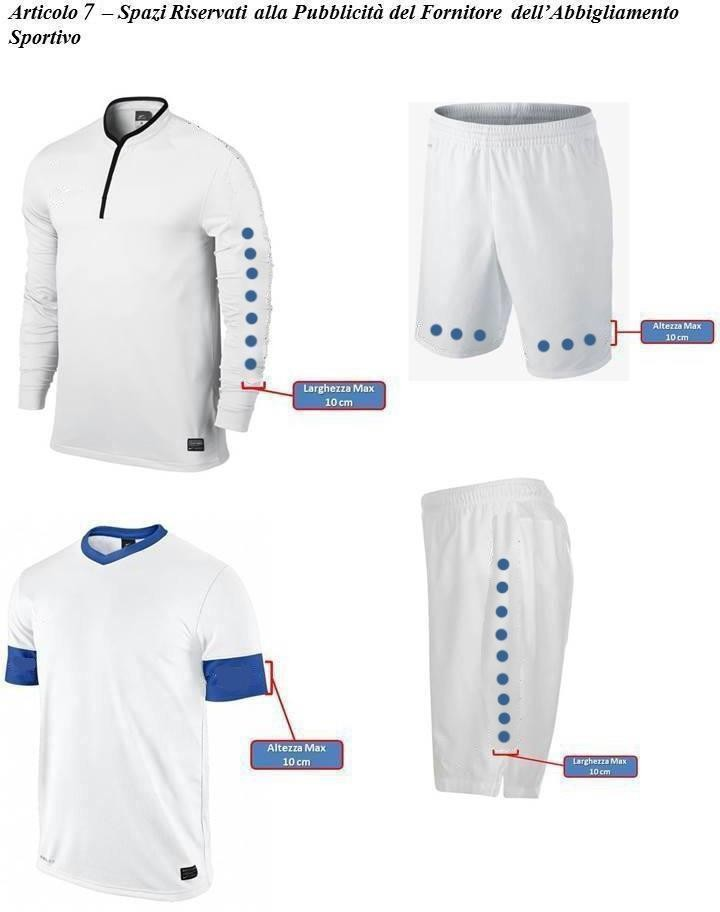 Articolo 7 – Spazi Riservati alla Pubblicità del Fornitore dell’Abbigliamento
Sportivo
Altezza Max
10 cm
Larghezza Max
10 cm
Altezza Max
10 cm
Larghezza Max
10 cm